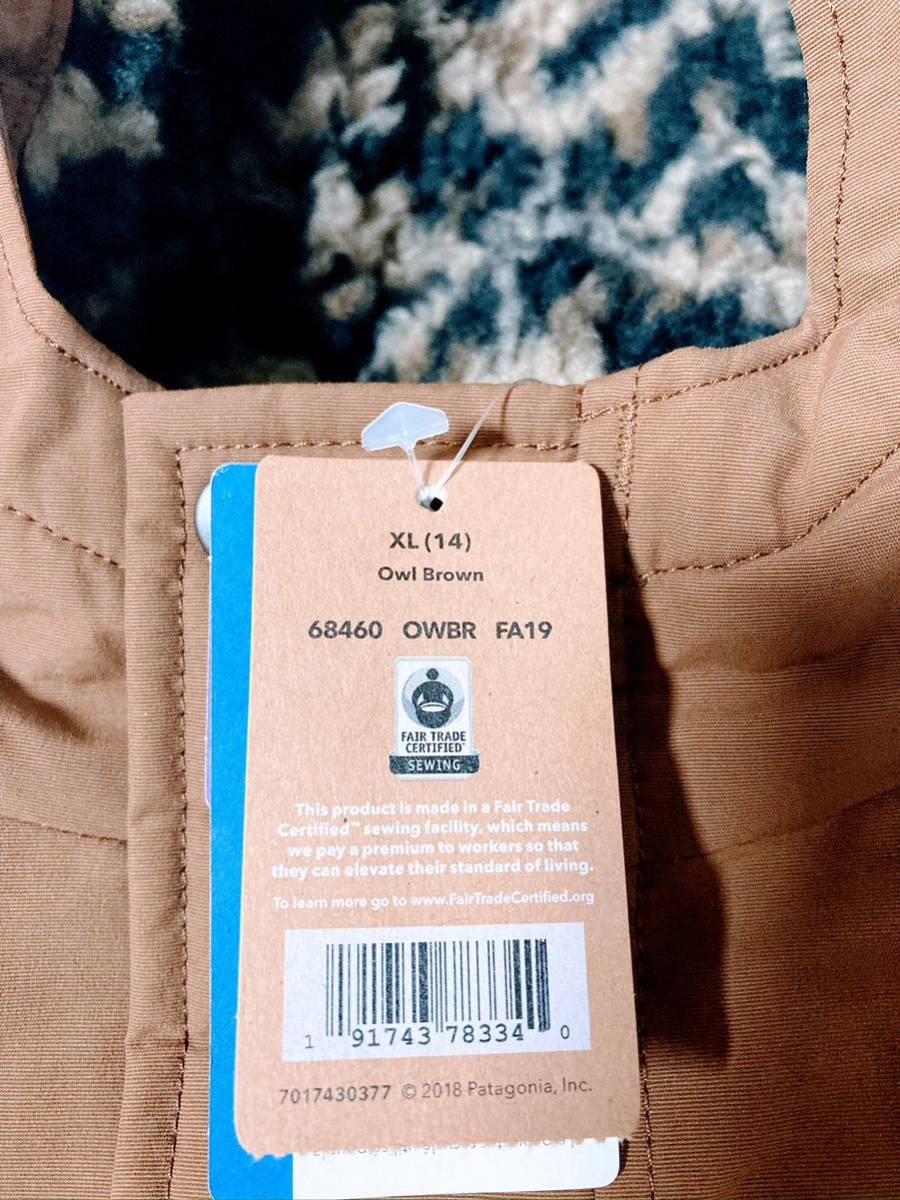 XL (14)
Owl Brown
68460 OWBR FA19
FAIR TRADE
CERTIFIED™
SEWING
This product is made in a Fair Trade
Certified™ sewing facility, which means
we pay a premium to workers so that
they can elevate their standard of living.
To learn more go to www.FairTradeCertified.org
1 91743 78334 0
7017430377 © 2018 Patagonia, Inc.